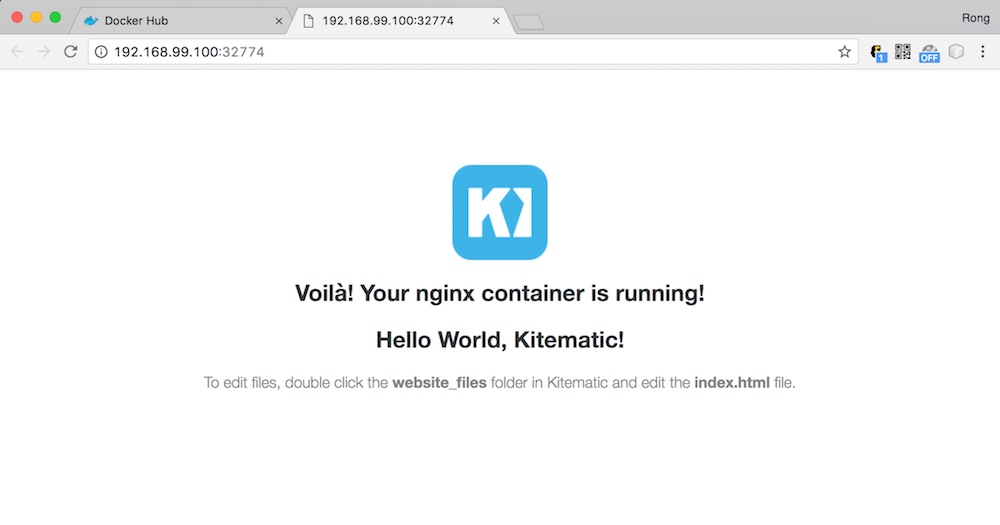 Docker Hub
192.168.99.100:32774
Rong
192.168.99.100:32774
1
OFF
KI
Voilà! Your nginx container is running!
Hello World, Kitematic!
To edit files, double click the website_files folder in Kitematic and edit the index.html file.